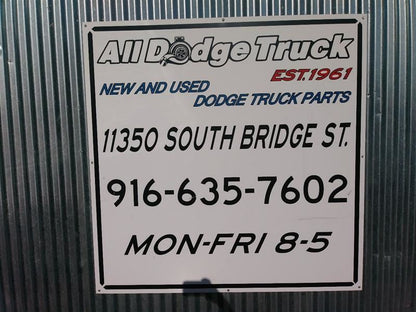 All Dodge Truck
EST.1961
NEW AND USED
DODGE TRUCK PARTS
11350 SOUTH BRIDGE ST.
916-635-7602
MON-FRI 8-5